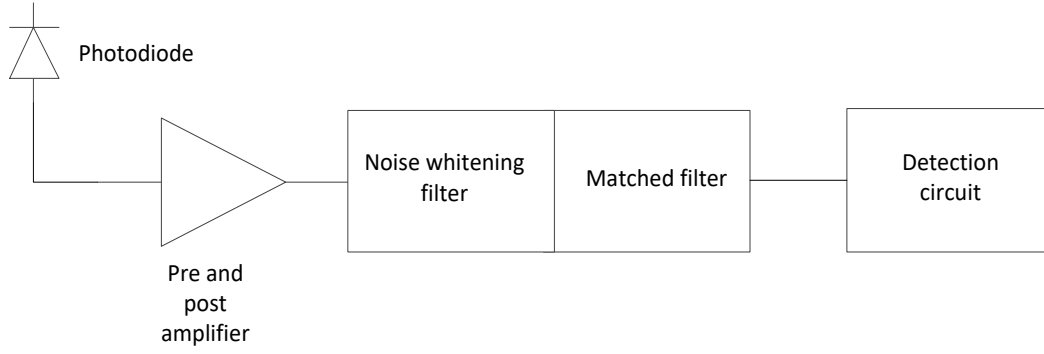 Photodiode
Noise whitening
filter
Matched filter
Detection
circuit
Pre and
post
amplifier